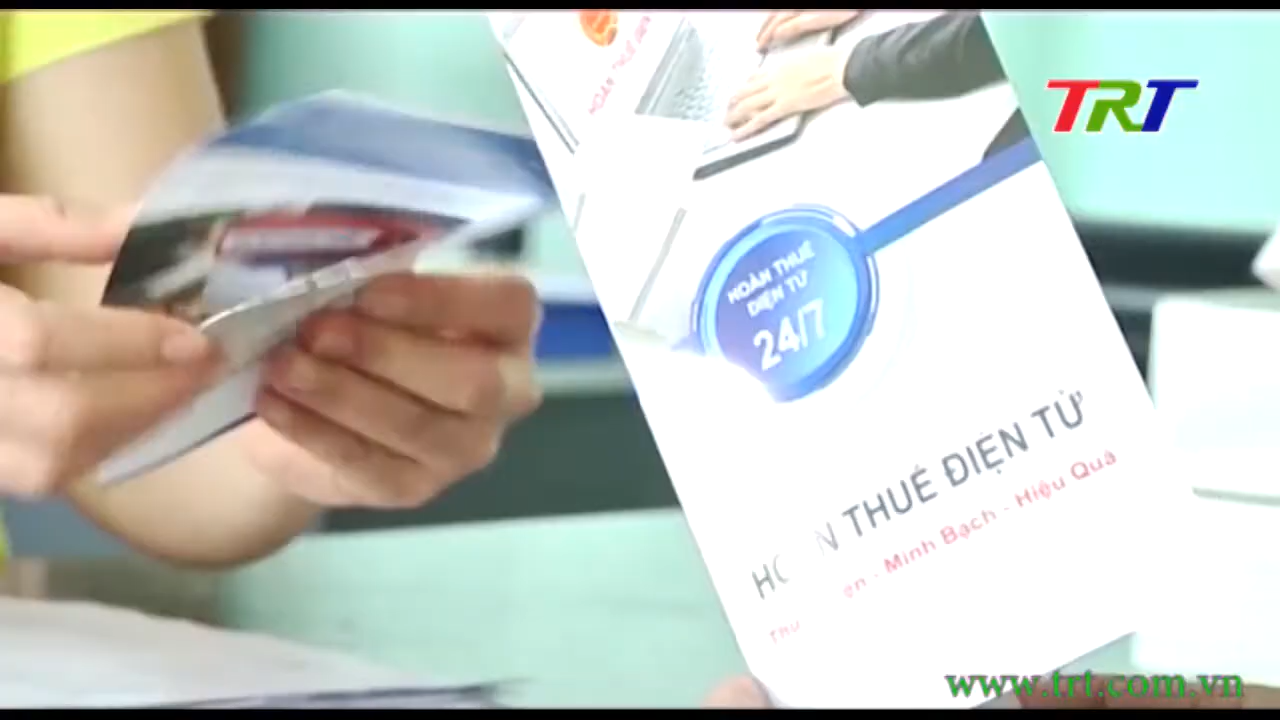 TRT
HOÀN THUẾ
ĐIỆN TỬ
24/7
THUẾ ĐIỆN TỬ
- Minh Bạch - Hiệu Quả
www.trt.com.vn